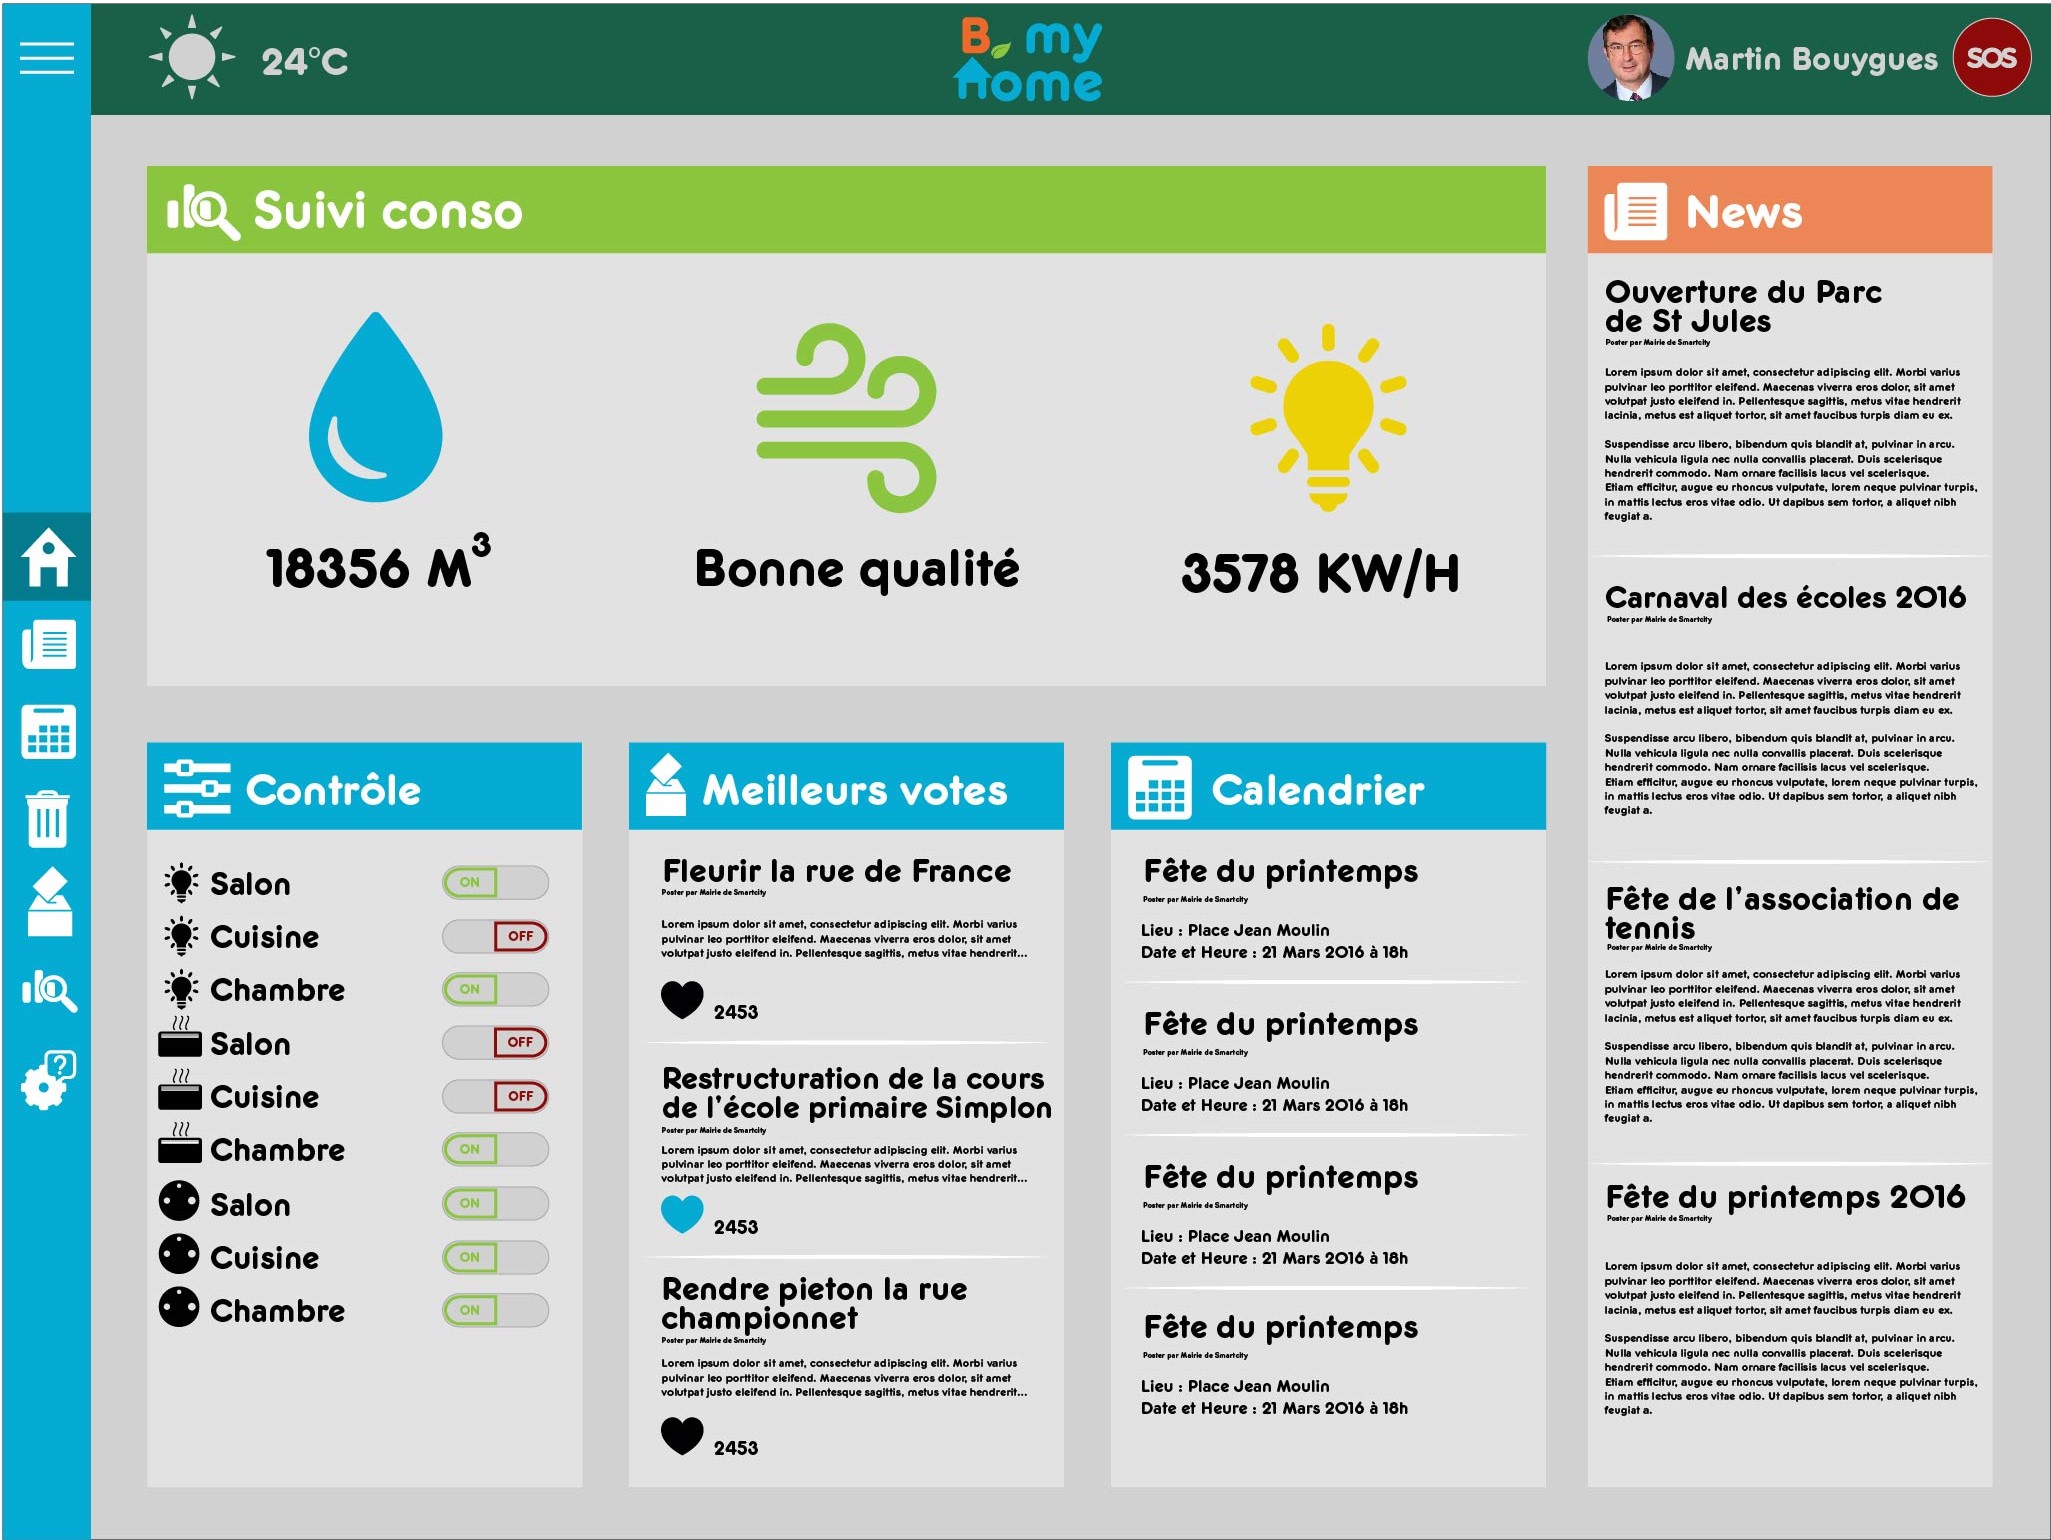 24°C
B my
Home
Martin Bouygues
SOS
Suivi conso
18356 M³
Bonne qualité
3578 KW/H
Contrôle
Salon ON
Cuisine OFF
Chambre ON
Salon OFF
Cuisine OFF
Chambre ON
Salon ON
Cuisine ON
Chambre ON
Meilleurs votes
Fleurir la rue de France
Poster par Mairie de Smartcity
Lorem ipsum dolor sit amet, consectetur adipiscing elit. Morbi varius
pulvinar leo porttitor eleifend. Maecenas viverra eros dolor, sit amet
volutpat justo eleifend in. Pellentesque sagittis, metus vitae hendrerit...
2453
Restructuration de la cours
de l'école primaire Simplon
Poster par Mairie de Smartcity
Lorem ipsum dolor sit amet, consectetur adipiscing elit. Morbi varius
pulvinar leo porttitor eleifend. Maecenas viverra eros dolor, sit amet
volutpat justo eleifend in. Pellentesque sagittis, metus vitae hendrerit...
2453
Rendre pieton la rue
championnet
Poster par Mairie de Smartcity
Lorem ipsum dolor sit amet, consectetur adipiscing elit. Morbi varius
pulvinar leo porttitor eleifend. Maecenas viverra eros dolor, sit amet
volutpat justo eleifend in. Pellentesque sagittis, metus vitae hendrerit...
2453
Calendrier
Fête du printemps
Poster par Mairie de Smartcity
Lieu : Place Jean Moulin
Date et Heure : 21 Mars 2016 à 18h
Fête du printemps
Poster par Mairie de Smartcity
Lieu : Place Jean Moulin
Date et Heure : 21 Mars 2016 à 18h
Fête du printemps
Poster par Mairie de Smartcity
Lieu : Place Jean Moulin
Date et Heure : 21 Mars 2016 à 18h
Fête du printemps
Poster par Mairie de Smartcity
Lieu : Place Jean Moulin
Date et Heure : 21 Mars 2016 à 18h
News
Ouverture du Parc
de St Jules
Poster par Mairie de Smartcity
Lorem ipsum dolor sit amet, consectetur adipiscing elit. Morbi varius
pulvinar leo porttitor eleifend. Maecenas viverra eros dolor, sit amet
volutpat justo eleifend in. Pellentesque sagittis, metus vitae hendrerit
lacinia, metus est aliquet tortor, sit amet faucibus turpis diam eu ex.
Suspendisse arcu libero, bibendum quis blandit at, pulvinar in arcu.
Nulla vehicula ligula nec nulla convallis placerat. Duis scelerisque
hendrerit commodo. Nam ornare facilisis lacus vel scelerisque.
Etiam efficitur, augue eu rhoncus vulputate, lorem neque pulvinar turpis,
in mattis lectus eros vitae odio. Ut dapibus sem tortor, a aliquet nibh
feugiat a.
Carnaval des écoles 2016
Poster par Mairie de Smartcity
Lorem ipsum dolor sit amet, consectetur adipiscing elit. Morbi varius
pulvinar leo porttitor eleifend. Maecenas viverra eros dolor, sit amet
volutpat justo eleifend in. Pellentesque sagittis, metus vitae hendrerit
lacinia, metus est aliquet tortor, sit amet faucibus turpis diam eu ex.
Suspendisse arcu libero, bibendum quis blandit at, pulvinar in arcu.
Nulla vehicula ligula nec nulla convallis placerat. Duis scelerisque
hendrerit commodo. Nam ornare facilisis lacus vel scelerisque.
Etiam efficitur, augue eu rhoncus vulputate, lorem neque pulvinar turpis,
in mattis lectus eros vitae odio. Ut dapibus sem tortor, a aliquet nibh
feugiat a.
Fête de l'association de
tennis
Poster par Mairie de Smartcity
Lorem ipsum dolor sit amet, consectetur adipiscing elit. Morbi varius
pulvinar leo porttitor eleifend. Maecenas viverra eros dolor, sit amet
volutpat justo eleifend in. Pellentesque sagittis, metus vitae hendrerit
lacinia, metus est aliquet tortor, sit amet faucibus turpis diam eu ex.
Suspendisse arcu libero, bibendum quis blandit at, pulvinar in arcu.
Nulla vehicula ligula nec nulla convallis placerat. Duis scelerisque
hendrerit commodo. Nam ornare facilisis lacus vel scelerisque.
Etiam efficitur, augue eu rhoncus vulputate, lorem neque pulvinar turpis,
in mattis lectus eros vitae odio. Ut dapibus sem tortor, a aliquet nibh
feugiat a.
Fête du printemps 2016
Poster par Mairie de Smartcity
Lorem ipsum dolor sit amet, consectetur adipiscing elit. Morbi varius
pulvinar leo porttitor eleifend. Maecenas viverra eros dolor, sit amet
volutpat justo eleifend in. Pellentesque sagittis, metus vitae hendrerit
lacinia, metus est aliquet tortor, sit amet faucibus turpis diam eu ex.
Suspendisse arcu libero, bibendum quis blandit at, pulvinar in arcu.
Nulla vehicula ligula nec nulla convallis placerat. Duis scelerisque
hendrerit commodo. Nam ornare facilisis lacus vel scelerisque.
Etiam efficitur, augue eu rhoncus vulputate, lorem neque pulvinar turpis,
in mattis lectus eros vitae odio. Ut dapibus sem tortor, a aliquet nibh
feugiat a.